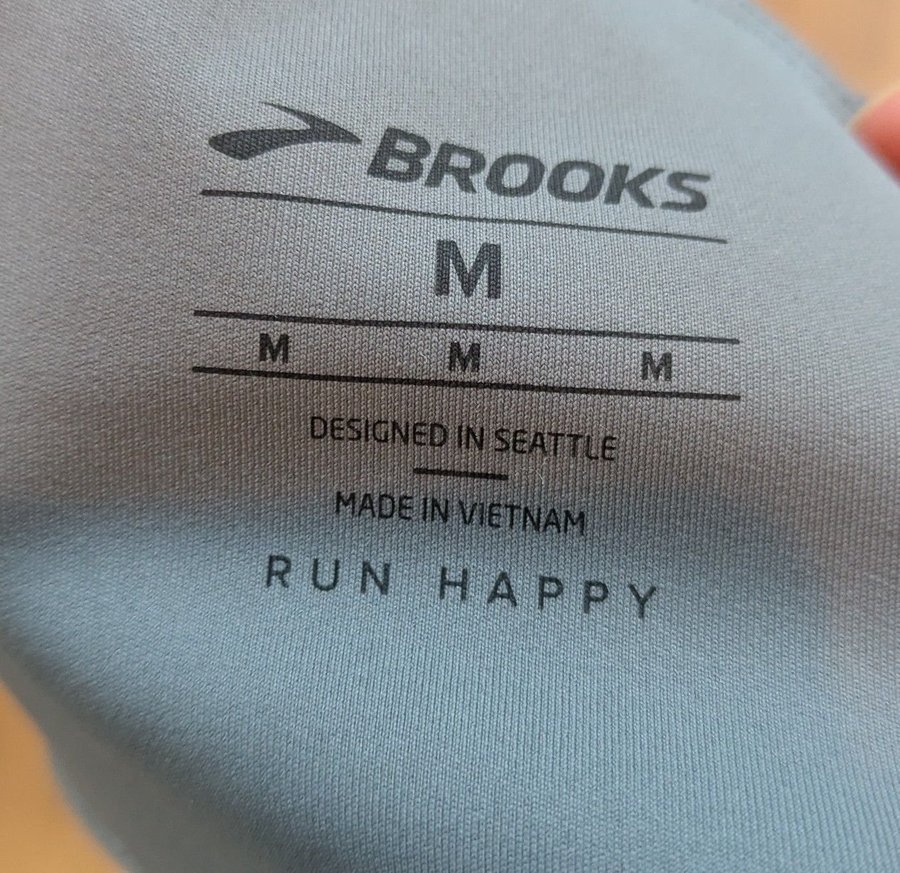 BROOKS
M
M M M
DESIGNED IN SEATTLE
MADE IN VIETNAM
RUN HAPPY